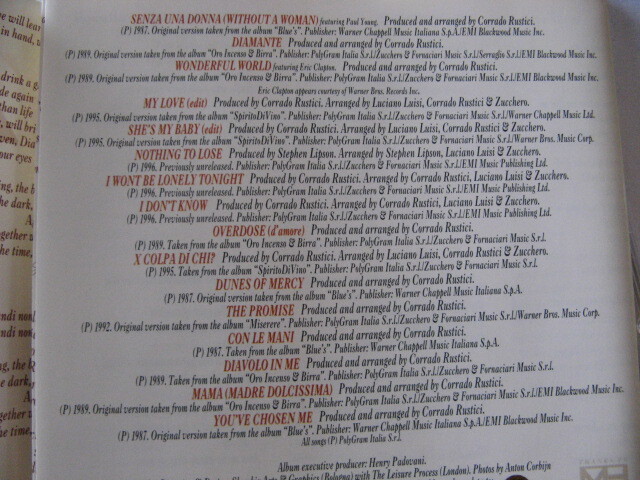 SENZA UNA DONNA (WITHOUT A WOMAN) featuring Paul Young. Produced and arranged by Corrado Rustici.
(P) 1987. Original version taken from the album "Blue's". Publisher: Warner Chappell Music Italiana S.p.A./EMI Blackwood Music Inc.
DIAMANTE Produced and arranged by Corrado Rustici.
(P) 1989. Original version taken from the album "Oro Incenso & Birra". Publisher: PolyGram Italia S.r.l./Zucchero & Fornaciari Music S.r.l./Serraglio S.r.l./EMI Blackwood Music Inc.
WONDERFUL WORLD featuring Eric Clapton. Produced and arranged by Corrado Rustici.
(P) 1989. Original version taken from the album "Oro Incenso & Birra". Publisher: PolyGram Italia S.r.l./Zucchero & Fornaciari Music S.r.l./EMI Blackwood Music Inc.
Eric Clapton appears courtesy of Warner Bros. Records Inc.
MY LOVE (edit) Produced by Corrado Rustici. Arranged by Luciano Luisi, Corrado Rustici & Zucchero.
(P) 1995. Original version taken from the album "SpiritoDiVino". Publisher: PolyGram Italia S.r.l./Zucchero & Fornaciari Music S.r.l./Warner Chappell Music Ltd.
SHE'S MY BABY (edit) Produced by Corrado Rustici. Arranged by Luciano Luisi, Corrado Rustici & Zucchero.
(P) 1995. Original version taken from the album "SpiritoDiVino". Publisher: PolyGram Italia S.r.l./Zucchero & Fornaciari Music S.r.l./Warner Bros. Music Corp.
NOTHING TO LOSE Produced by Stephen Lipson. Arranged by Stephen Lipson, Luciano Luisi & Zucchero.
(P) 1996. Previously unreleased. Publisher: PolyGram Italia S.r.l./Zucchero & Fornaciari Music S.r.l./EMI Music Publishing Ltd.
I WONT BE LONELY TONIGHT Produced by Corrado Rustici. Arranged by Corrado Rustici, Luciano Luisi & Zucchero.
(P) 1996. Previously unreleased. Publisher: PolyGram Italia S.r.l./Zucchero & Fornaciari Music S.r.l./EMI Music Publishing Ltd.
I DON'T KNOW Produced by Corrado Rustici. Arranged by Corrado Rustici, Luciano Luisi & Zucchero.
(P) 1996. Previously unreleased. Publisher: PolyGram Italia S.r.l./Zucchero & Fornaciari Music S.r.l./EMI Music Publishing Ltd.
OVERDOSE (d'amore) Produced and arranged by Corrado Rustici.
(P) 1989. Taken from the album "Oro Incenso & Birra". Publisher: PolyGram Italia S.r.l./Zucchero & Fornaciari Music S.r.l.
X COLPA DI CHI? Produced by Corrado Rustici. Arranged by Luciano Luisi, Corrado Rustici & Zucchero.
(P) 1995. Taken from the album "SpiritoDiVino". Publisher: PolyGram Italia S.r.l./Zucchero & Fornaciari Music S.r.l.
DUNES OF MERCY Produced and arranged by Corrado Rustici.
(P) 1987. Original version taken from the album "Blue's". Publisher: Warner Chappell Music Italiana S.p.A.
THE PROMISE Produced and arranged by Corrado Rustici.
(P) 1992. Original version taken from the album "Miserere". Publisher: PolyGram Italia S.r.l./Zucchero & Fornaciari Music S.r.l./Warner Bros. Music Corp.
CON LE MANI Produced and arranged by Corrado Rustici.
(P) 1987. Taken from the album "Blue's". Publisher: Warner Chappell Music Italiana S.p.A.
DIAVOLO IN ME Produced and arranged by Corrado Rustici.
(P) 1989. Taken from the album "Oro Incenso & Birra". Publisher: PolyGram Italia S.r.l./Zucchero & Fornaciari Music S.r.l.
MAMA (MADRE DOLCISSIMA) Produced and arranged by Corrado Rustici.
(P) 1989. Original version taken from the album "Oro Incenso & Birra". Publisher: PolyGram Italia S.r.l./Zucchero & Fornaciari Music S.r.l./EMI Blackwood Music Inc.
YOU'VE CHOSEN ME Produced and arranged by Corrado Rustici.
(P) 1987. Original version taken from the album "Blue's". Publisher: Warner Chappell Music Italiana S.p.A./EMI Blackwood Music Inc.
All songs (P) PolyGram Italia S.r.l.
Album executive producer: Henry Padovani.
& Graphics (Bologna) with The Leisure Process (London). Photos by Anton Corbijn